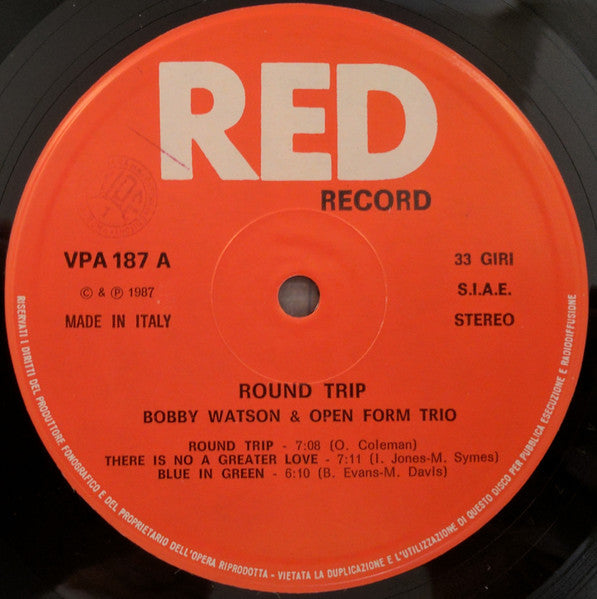 RED
RECORD
VPA 187 A
© & ℗ 1987
MADE IN ITALY
33 GIRI
S.I.A.E.
STEREO
ROUND TRIP
BOBBY WATSON & OPEN FORM TRIO
ROUND TRIP - 7:08 (O. Coleman)
THERE IS NO A GREATER LOVE - 7:11 (I. Jones-M. Symes)
BLUE IN GREEN - 6:10 (B. Evans-M. Davis)
RISERVATI I DIRITTI DEL PRODUTTORE FONOGRAFICO E DEL PROPRIETARIO DELL'OPERA RIPRODOTTA - VIETATA LA DUPLICAZIONE E L'UTILIZZAZIONE DI QUESTO DISCO PER PUBBLICA ESECUZIONE E RADIODIFFUSIONE